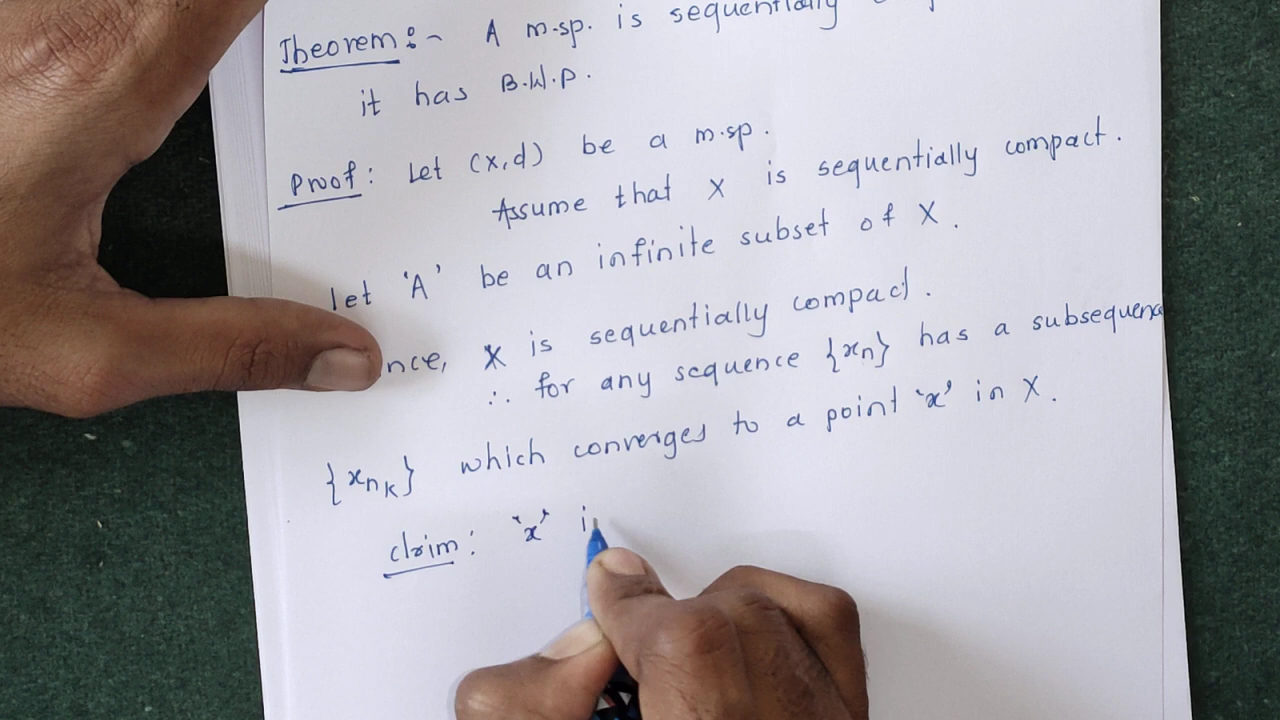 Theorem :- A m.sp. is sequentially
it has B.W.P.
Proof : Let (X,d) be a m.sp.
Assume that X is sequentially compact.
let 'A' be an infinite subset of X.
nce, X is sequentially compact.
∴ for any sequence {xn} has a subsequenc
{xnk} which converges to a point 'x' in X.
claim : 'x' i